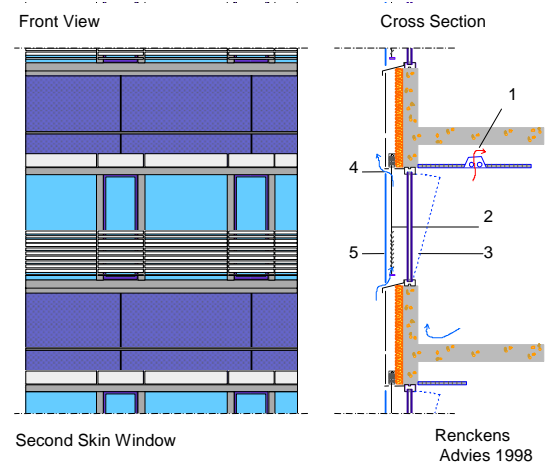 Front View
Cross Section
1
4
2
5
3
Second Skin Window
Renckens
Advies 1998